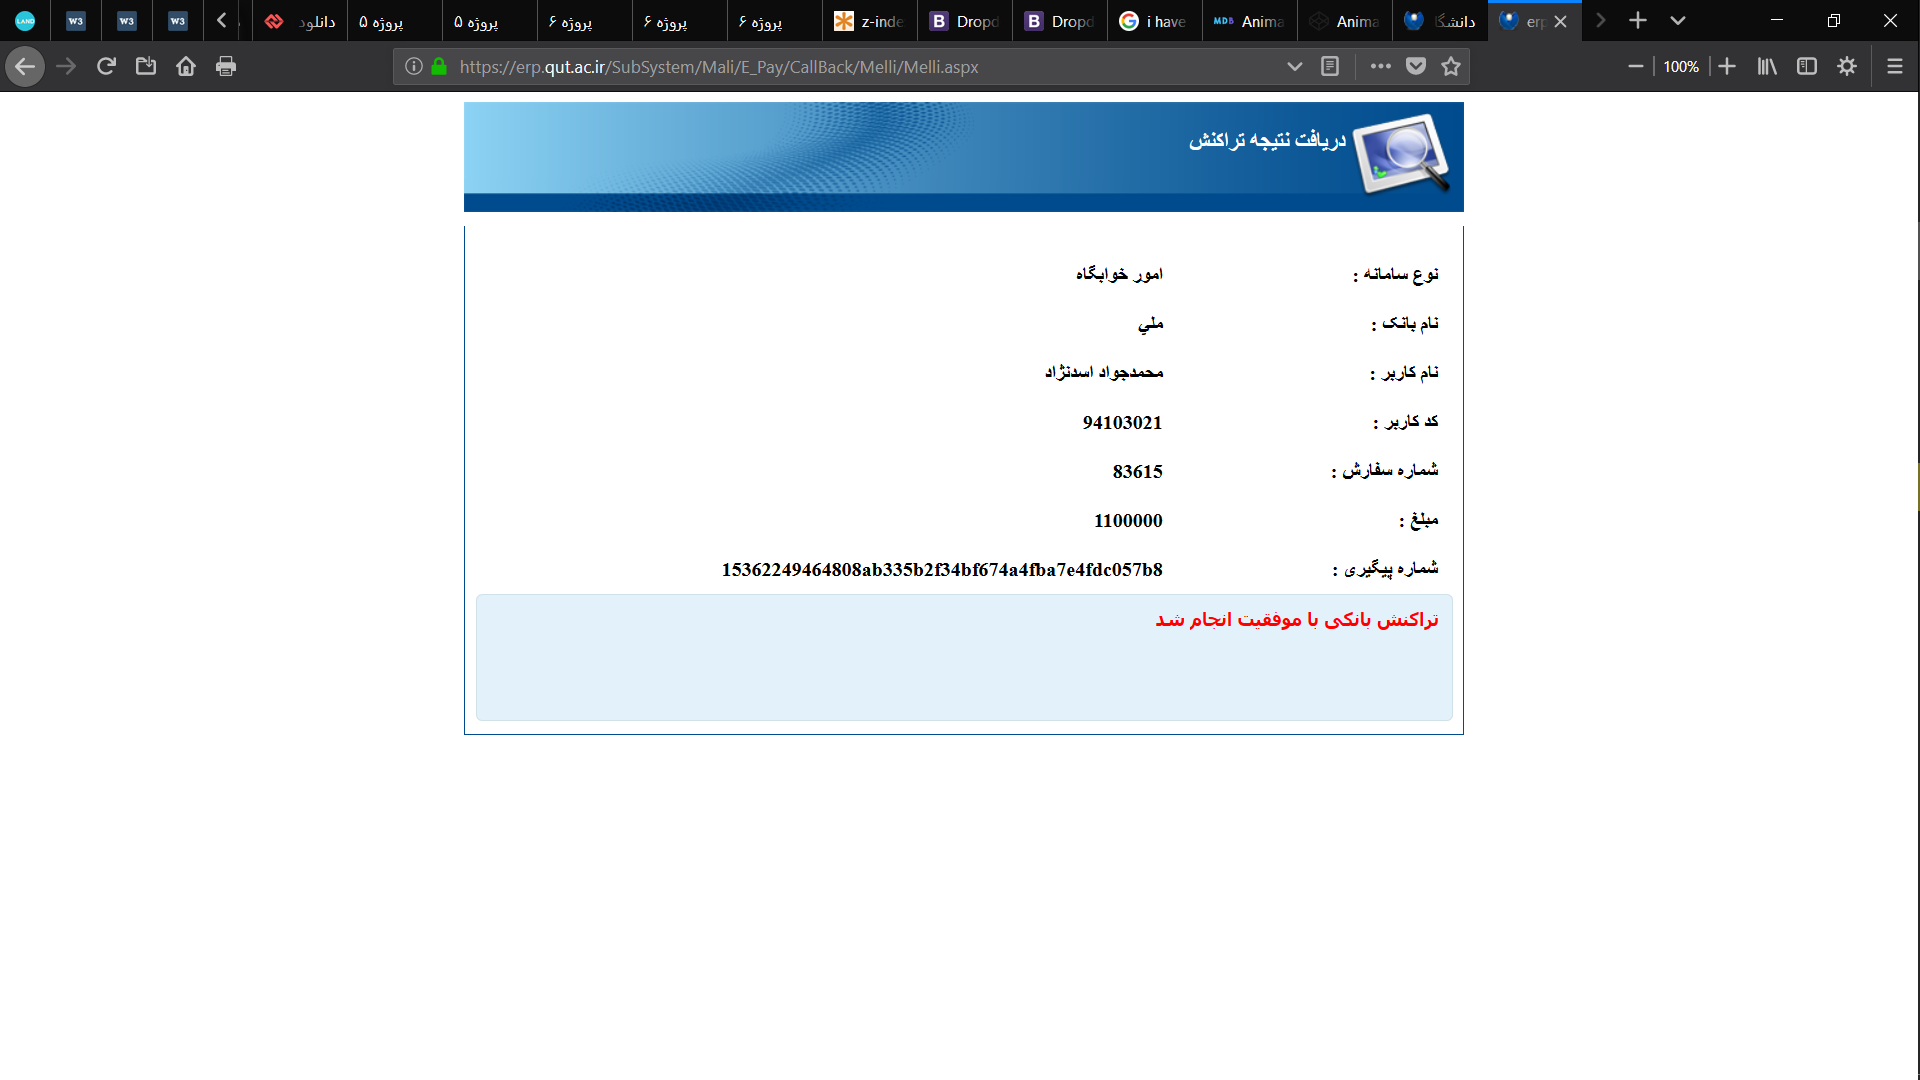 LAND W3 W3 W3 دانلود پروژه ۵ پروژه ۵ پروژه ۶ پروژه ۶ پروژه ۶ z-inde B Dropd B Dropd G i have MDB Anima Anima دانشگا erp
https://erp.qut.ac.ir/SubSystem/Mali/E_Pay/CallBack/Melli/Melli.aspx 100%
دریافت نتیجه تراکنش
نوع سامانه : امور خوابگاه
نام بانک : ملي
نام کاربر : محمدجواد اسدنژاد
کد کاربر : 94103021
شماره سفارش : 83615
مبلغ : 1100000
شماره پیگیری : 15362249464808ab335b2f34bf674a4fba7e4fdc057b8
تراکنش بانکی با موفقیت انجام شد